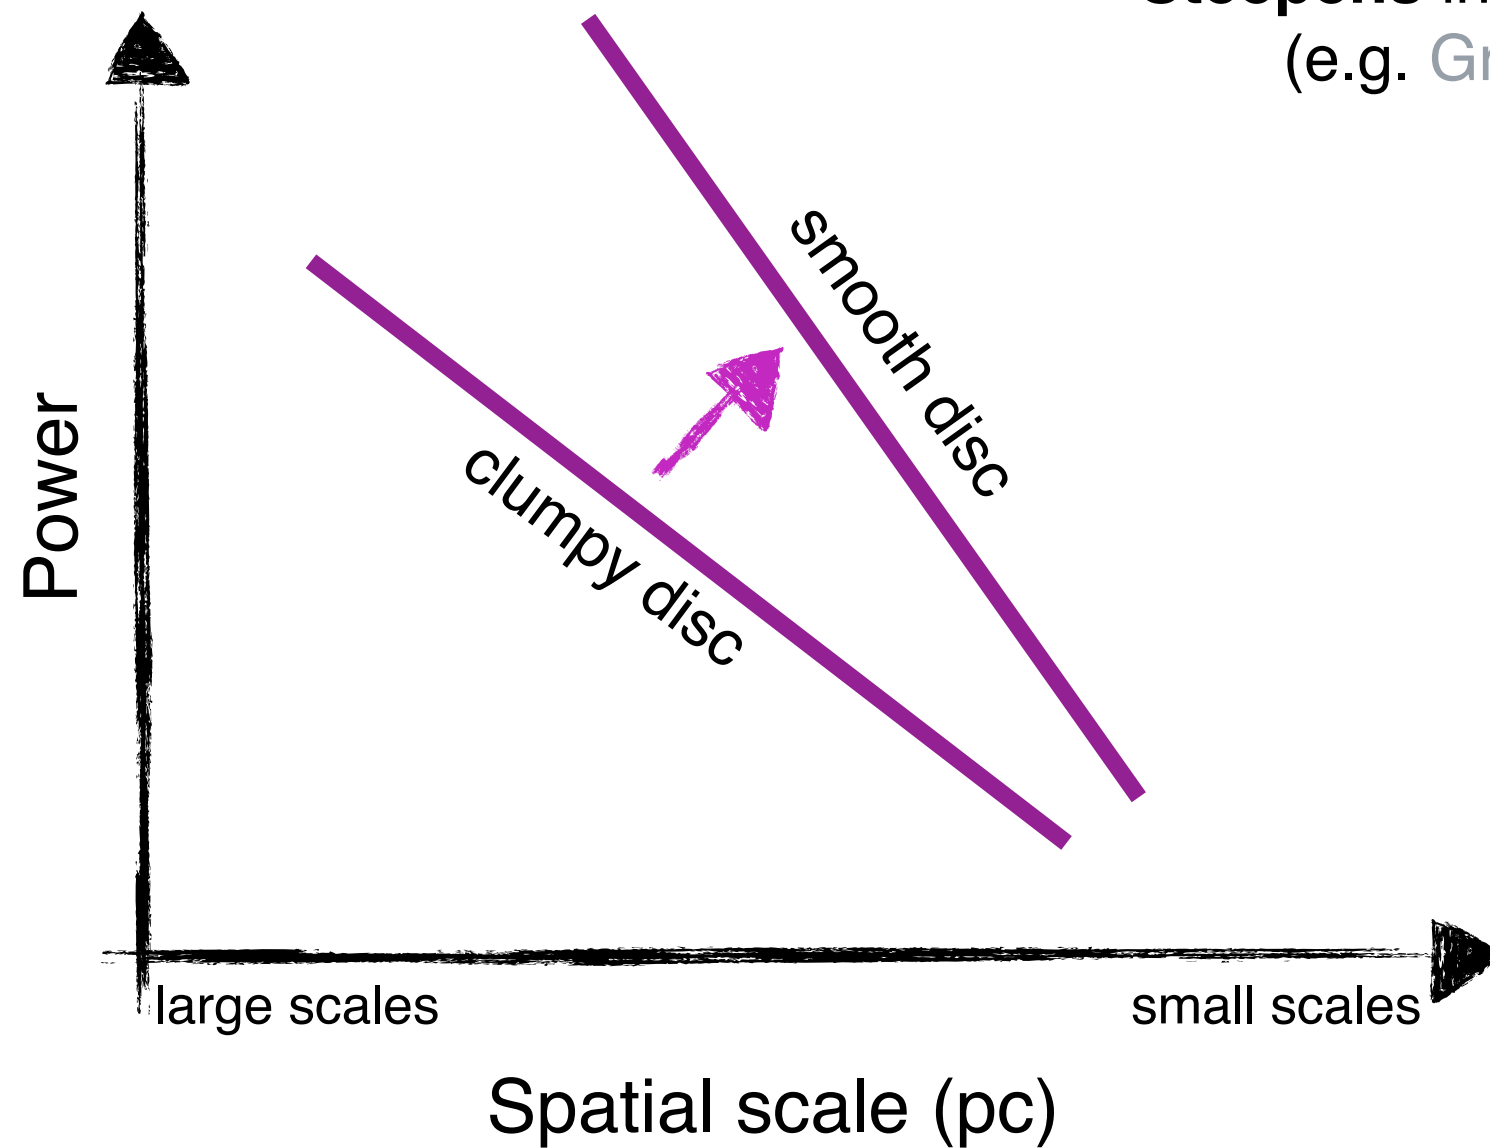 (e.g.
smooth disc
clumpy disc
Power
large scales
small scales
Spatial scale (pc)